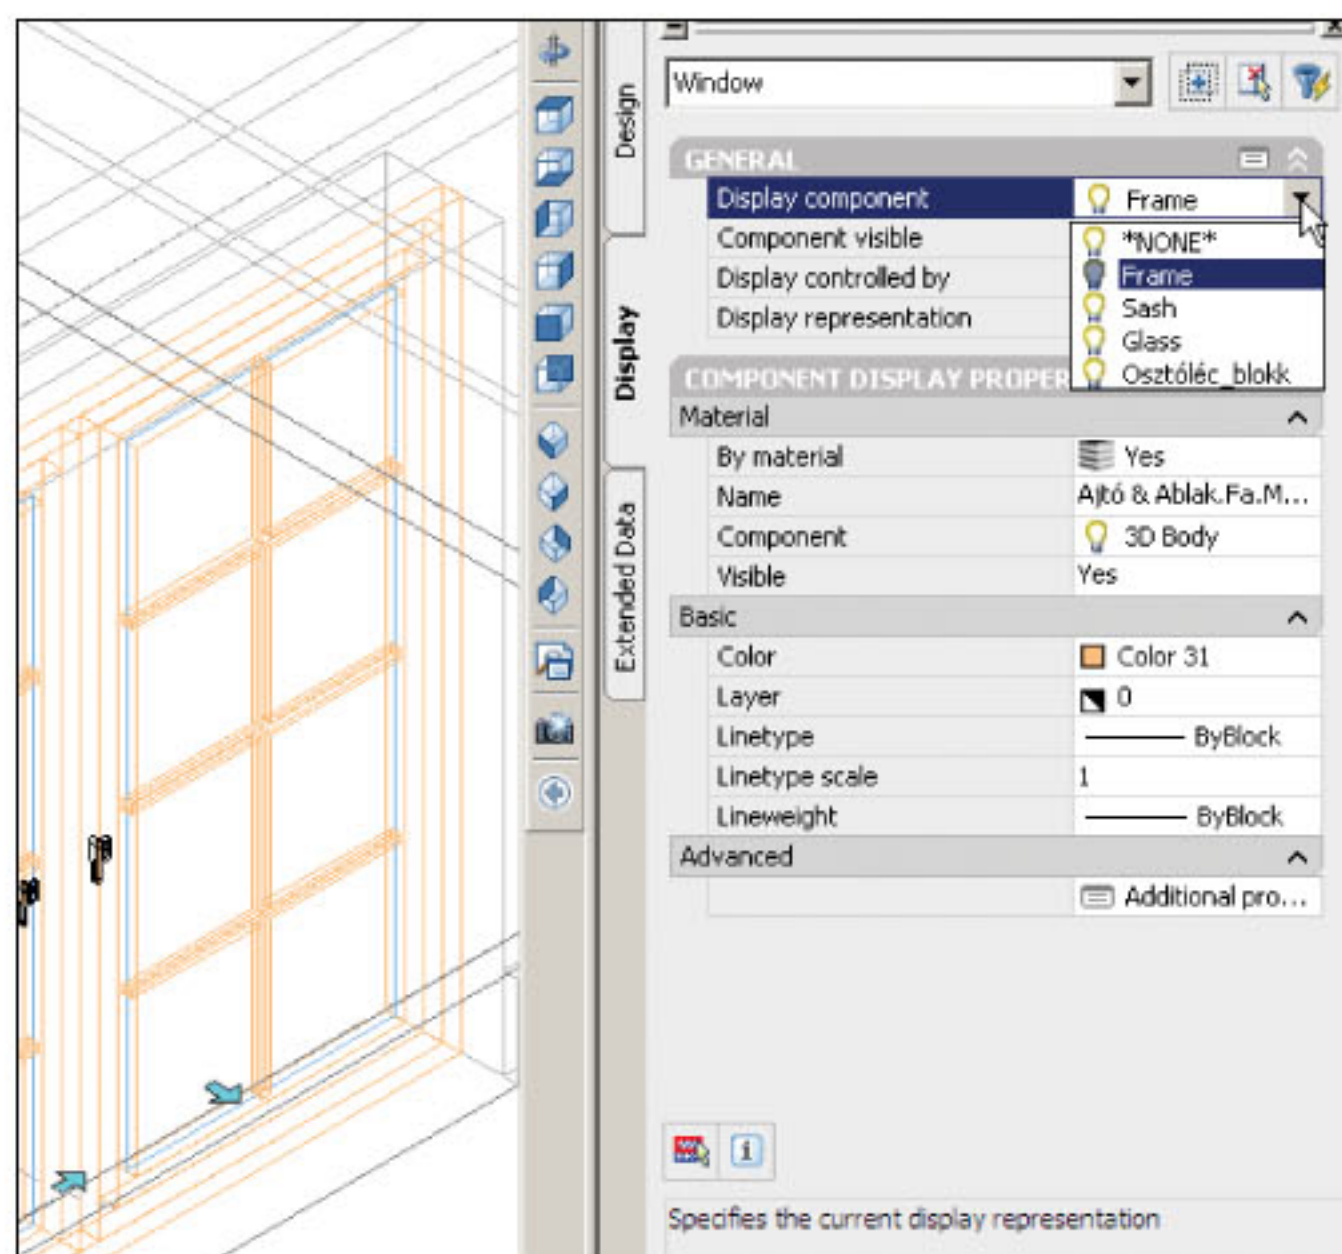 Window
Design
GENERAL
Display component Frame
Component visible
Display controlled by
Display representation
*NONE*
Frame
Sash
Glass
Osztóléc_blokk
Display
COMPONENT DISPLAY PROPER
Material
By material Yes
Name Ajtó & Ablak.Fa.M...
Component 3D Body
Visible Yes
Extended Data
Basic
Color Color 31
Layer 0
Linetype ByBlock
Linetype scale 1
Lineweight ByBlock
Advanced
Additional pro...
Specifies the current display representation